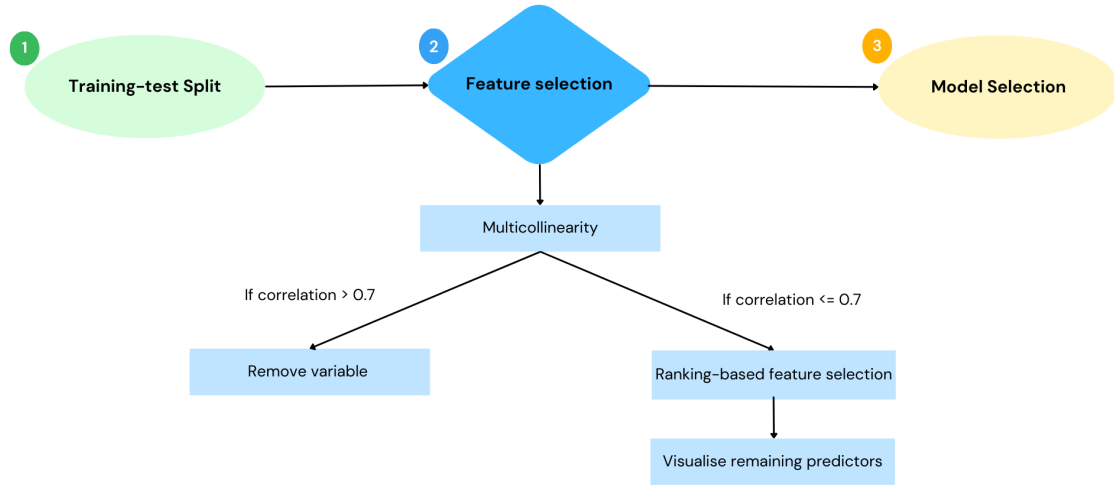 1
Training-test Split
2
Feature selection
3
Model Selection
Multicollinearity
If correlation > 0.7
If correlation <= 0.7
Remove variable
Ranking-based feature selection
Visualise remaining predictors